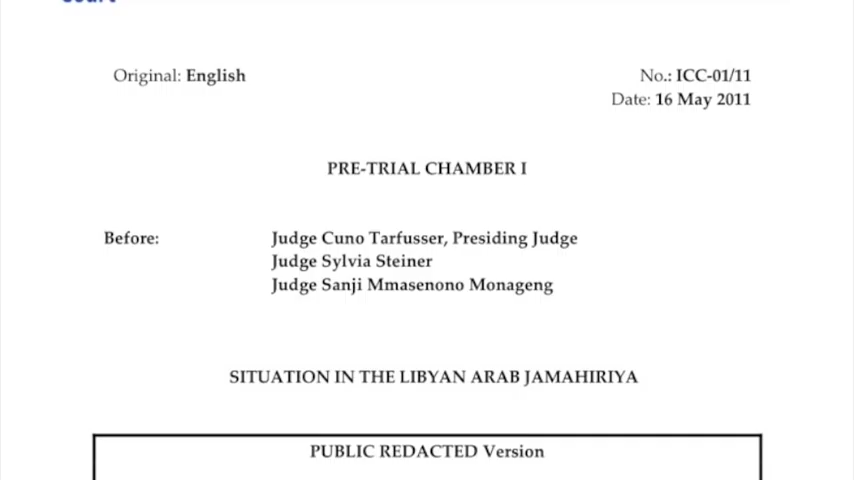 Original: English No.: ICC-01/11
Date: 16 May 2011
PRE-TRIAL CHAMBER I
Before: Judge Cuno Tarfusser, Presiding Judge
Judge Sylvia Steiner
Judge Sanji Mmasenono Monageng
SITUATION IN THE LIBYAN ARAB JAMAHIRIYA
PUBLIC REDACTED Version